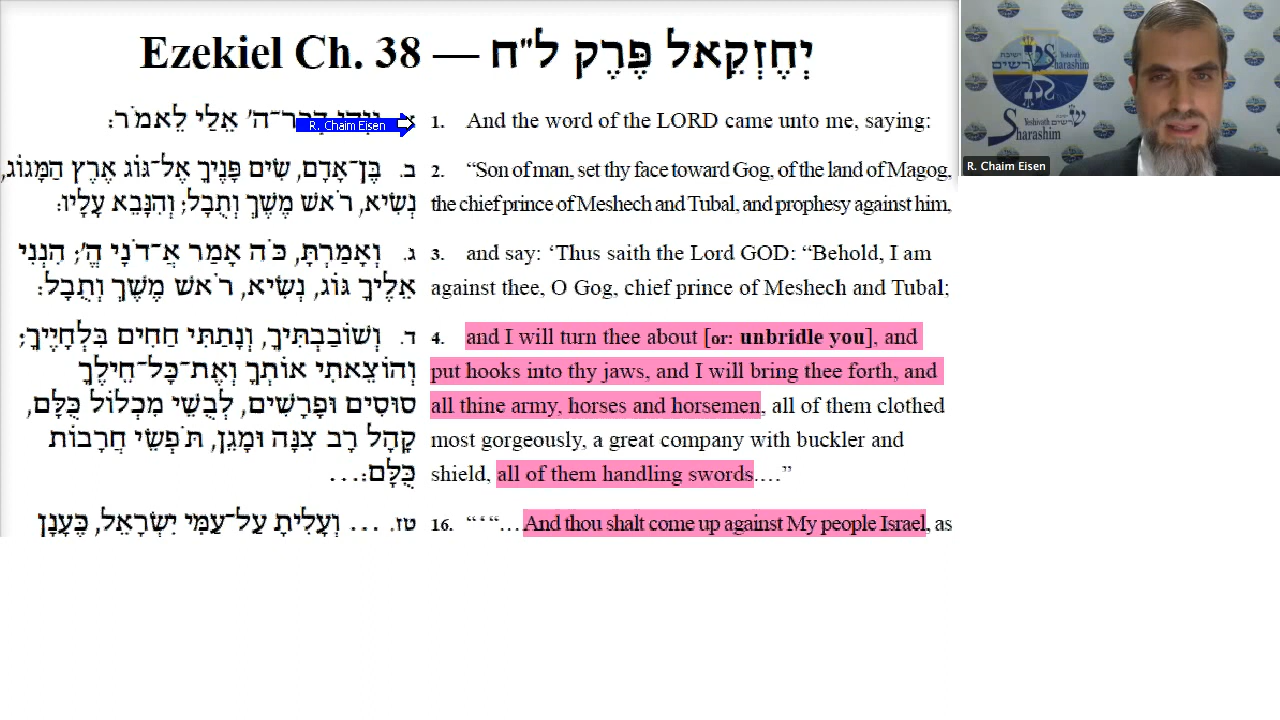 Ezekiel Ch. 38 — יְחֶזְקֵאל פֶּרֶק ל"ח
אֵלַי לֵאמֹר:
R. Chaim Eisen
1. And the word of the LORD came unto me, saying:
ב. בֶּן־אָדָם, שִׂים פָּנֶיךָ אֶל־גּוֹג אֶרֶץ הַמָּגוֹג,
נְשִׂיא, רֹאשׁ מֶשֶׁךְ וְתֻבָל; וְהִנָּבֵא עָלָיו:
2. “Son of man, set thy face toward Gog, of the land of Magog,
the chief prince of Meshech and Tubal, and prophesy against him,
ג. וְאָמַרְתָּ, כֹּה אָמַר אֲ־דֹנָי הֱ'; הִנְנִי
אֵלֶיךָ גּוֹג, נְשִׂיא, רֹאשׁ מֶשֶׁךְ וְתֻבָל:
3. and say: ‘Thus saith the Lord GOD: “Behold, I am
against thee, O Gog, chief prince of Meshech and Tubal;
ד. וְשׁוֹבַבְתִּיךָ, וְנָתַתִּי חַחִים בִּלְחָיֶיךָ;
וְהוֹצֵאתִי אוֹתְךָ וְאֶת־כָּל־חֵילֶךָ
סוּסִים וּפָרָשִׁים, לְבֻשֵׁי מִכְלוֹל כֻּלָּם,
קָהָל רָב צִנָּה וּמָגֵן, תֹּפְשֵׂי חֲרָבוֹת
כֻּלָּם:...
4. and I will turn thee about [or: unbridle you], and
put hooks into thy jaws, and I will bring thee forth, and
all thine army, horses and horsemen, all of them clothed
most gorgeously, a great company with buckler and
shield, all of them handling swords....”
טז. ... וְעָלִיתָ עַל־עַמִּי יִשְׂרָאֵל, כֶּעָנָן
16. “‘“....And thou shalt come up against My people Israel, as
ישיבת
שרשים
Sharashim
Yeshivath
Sharashim
R. Chaim Eisen